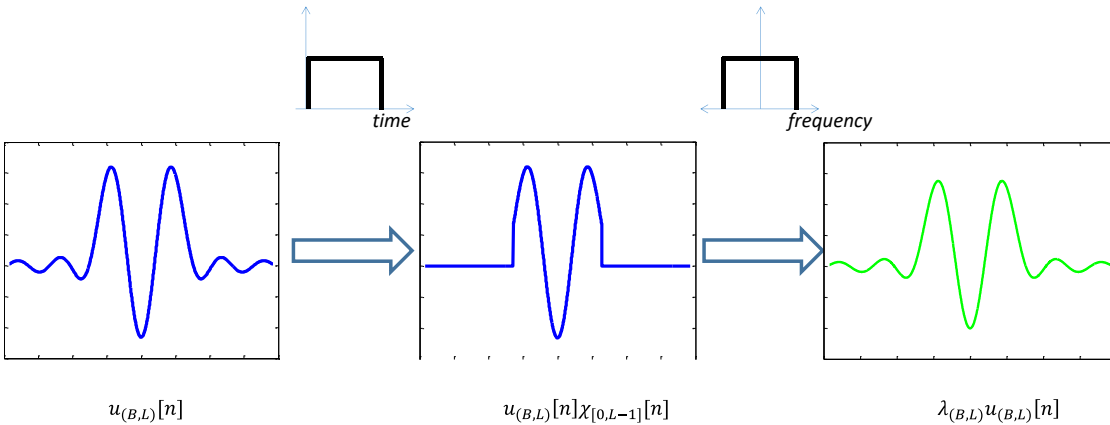 time
frequency
u_{(B,L)}[n]
u_{(B,L)}[n]χ_{[0,L−1]}[n]
λ_{(B,L)}u_{(B,L)}[n]